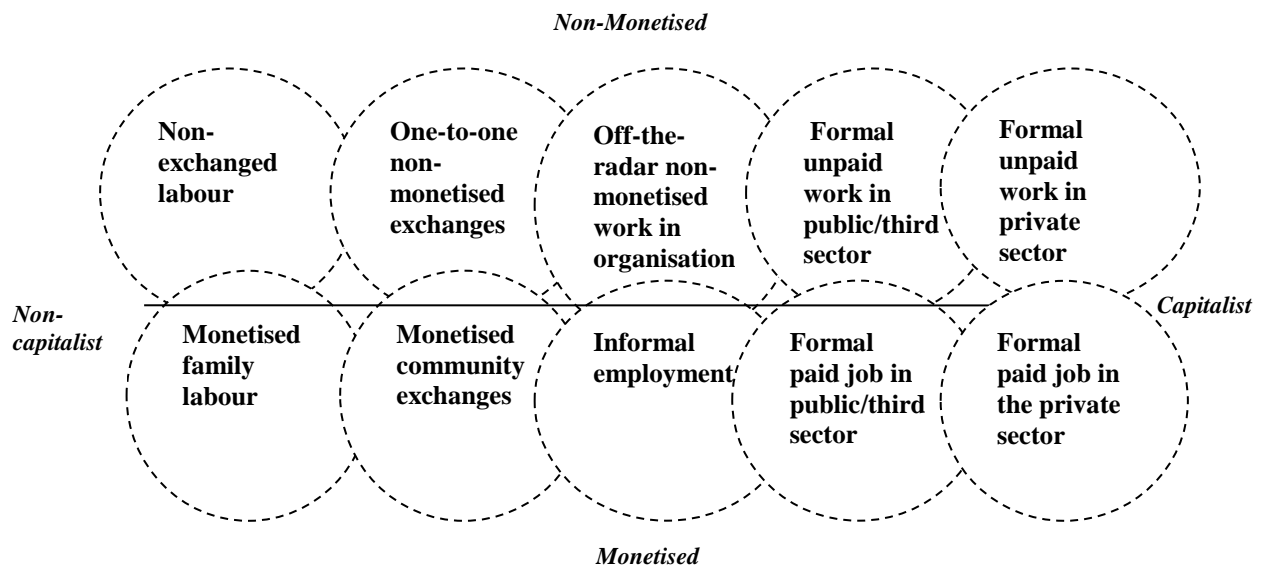 Non-Monetised
Non-
exchanged
labour
One-to-one
non-
monetised
exchanges
Off-the-
radar non-
monetised
work in
organisation
Formal
unpaid
work in
public/third
sector
Formal
unpaid
work in
private
sector
Non-
capitalist
Capitalist
Monetised
family
labour
Monetised
community
exchanges
Informal
employment
Formal
paid job in
public/third
sector
Formal
paid job in
the private
sector
Monetised